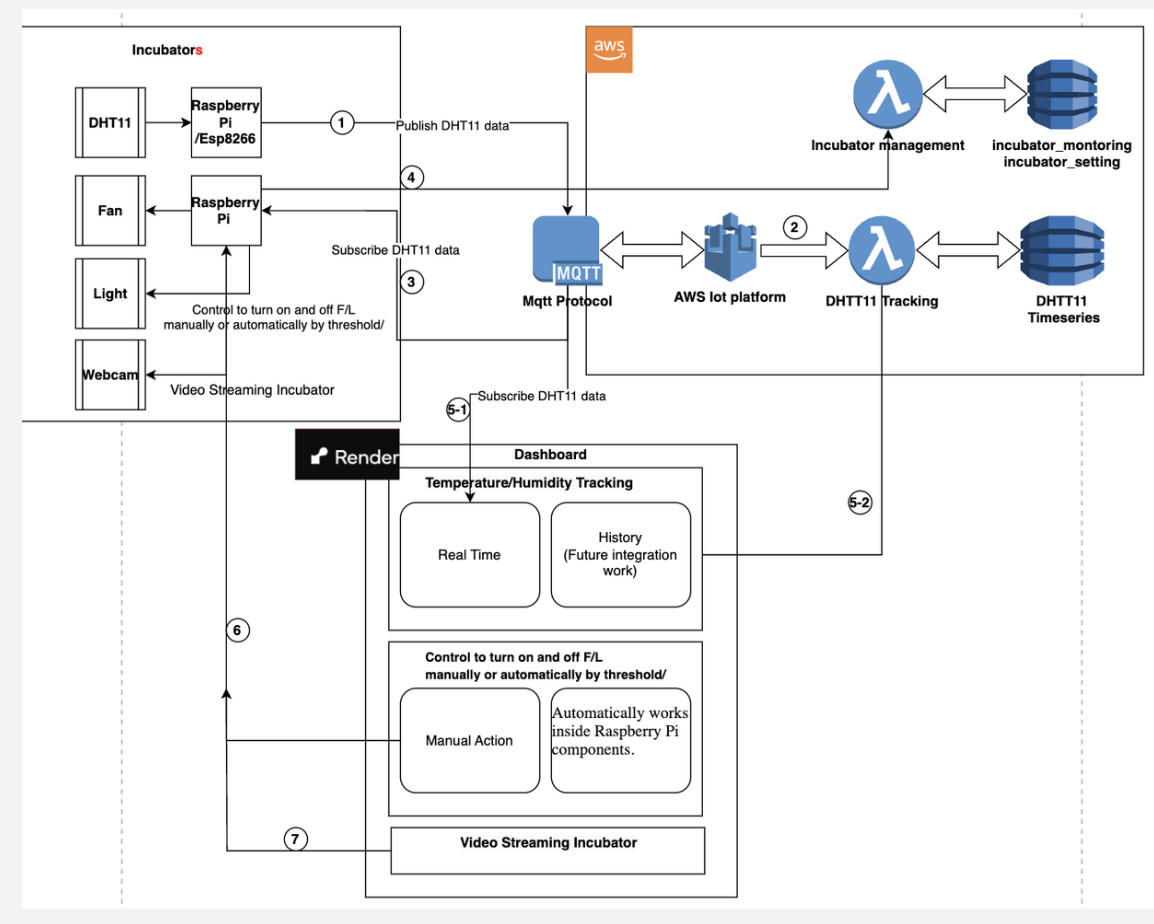 Incubators
aws
DHT11
Raspberry
Pi
/Esp8266
1
Publish DHT11 data
Incubator management
incubator_montoring
incubator_setting
4
Fan
Raspberry
Pi
Subscribe DHT11 data
3
Light
Control to turn on and off F/L
manually or automatically by threshold/
Webcam
Video Streaming Incubator
MQTT
Mqtt Protocol
AWS Iot platform
2
DHTT11 Tracking
DHTT11
Timeseries
Subscribe DHT11 data
5-1
Render
Dashboard
Temperature/Humidity Tracking
Real Time
History
(Future integration
work)
5-2
6
Control to turn on and off F/L
manually or automatically by threshold/
Manual Action
Automatically works
inside Raspberry Pi
components.
7
Video Streaming Incubator